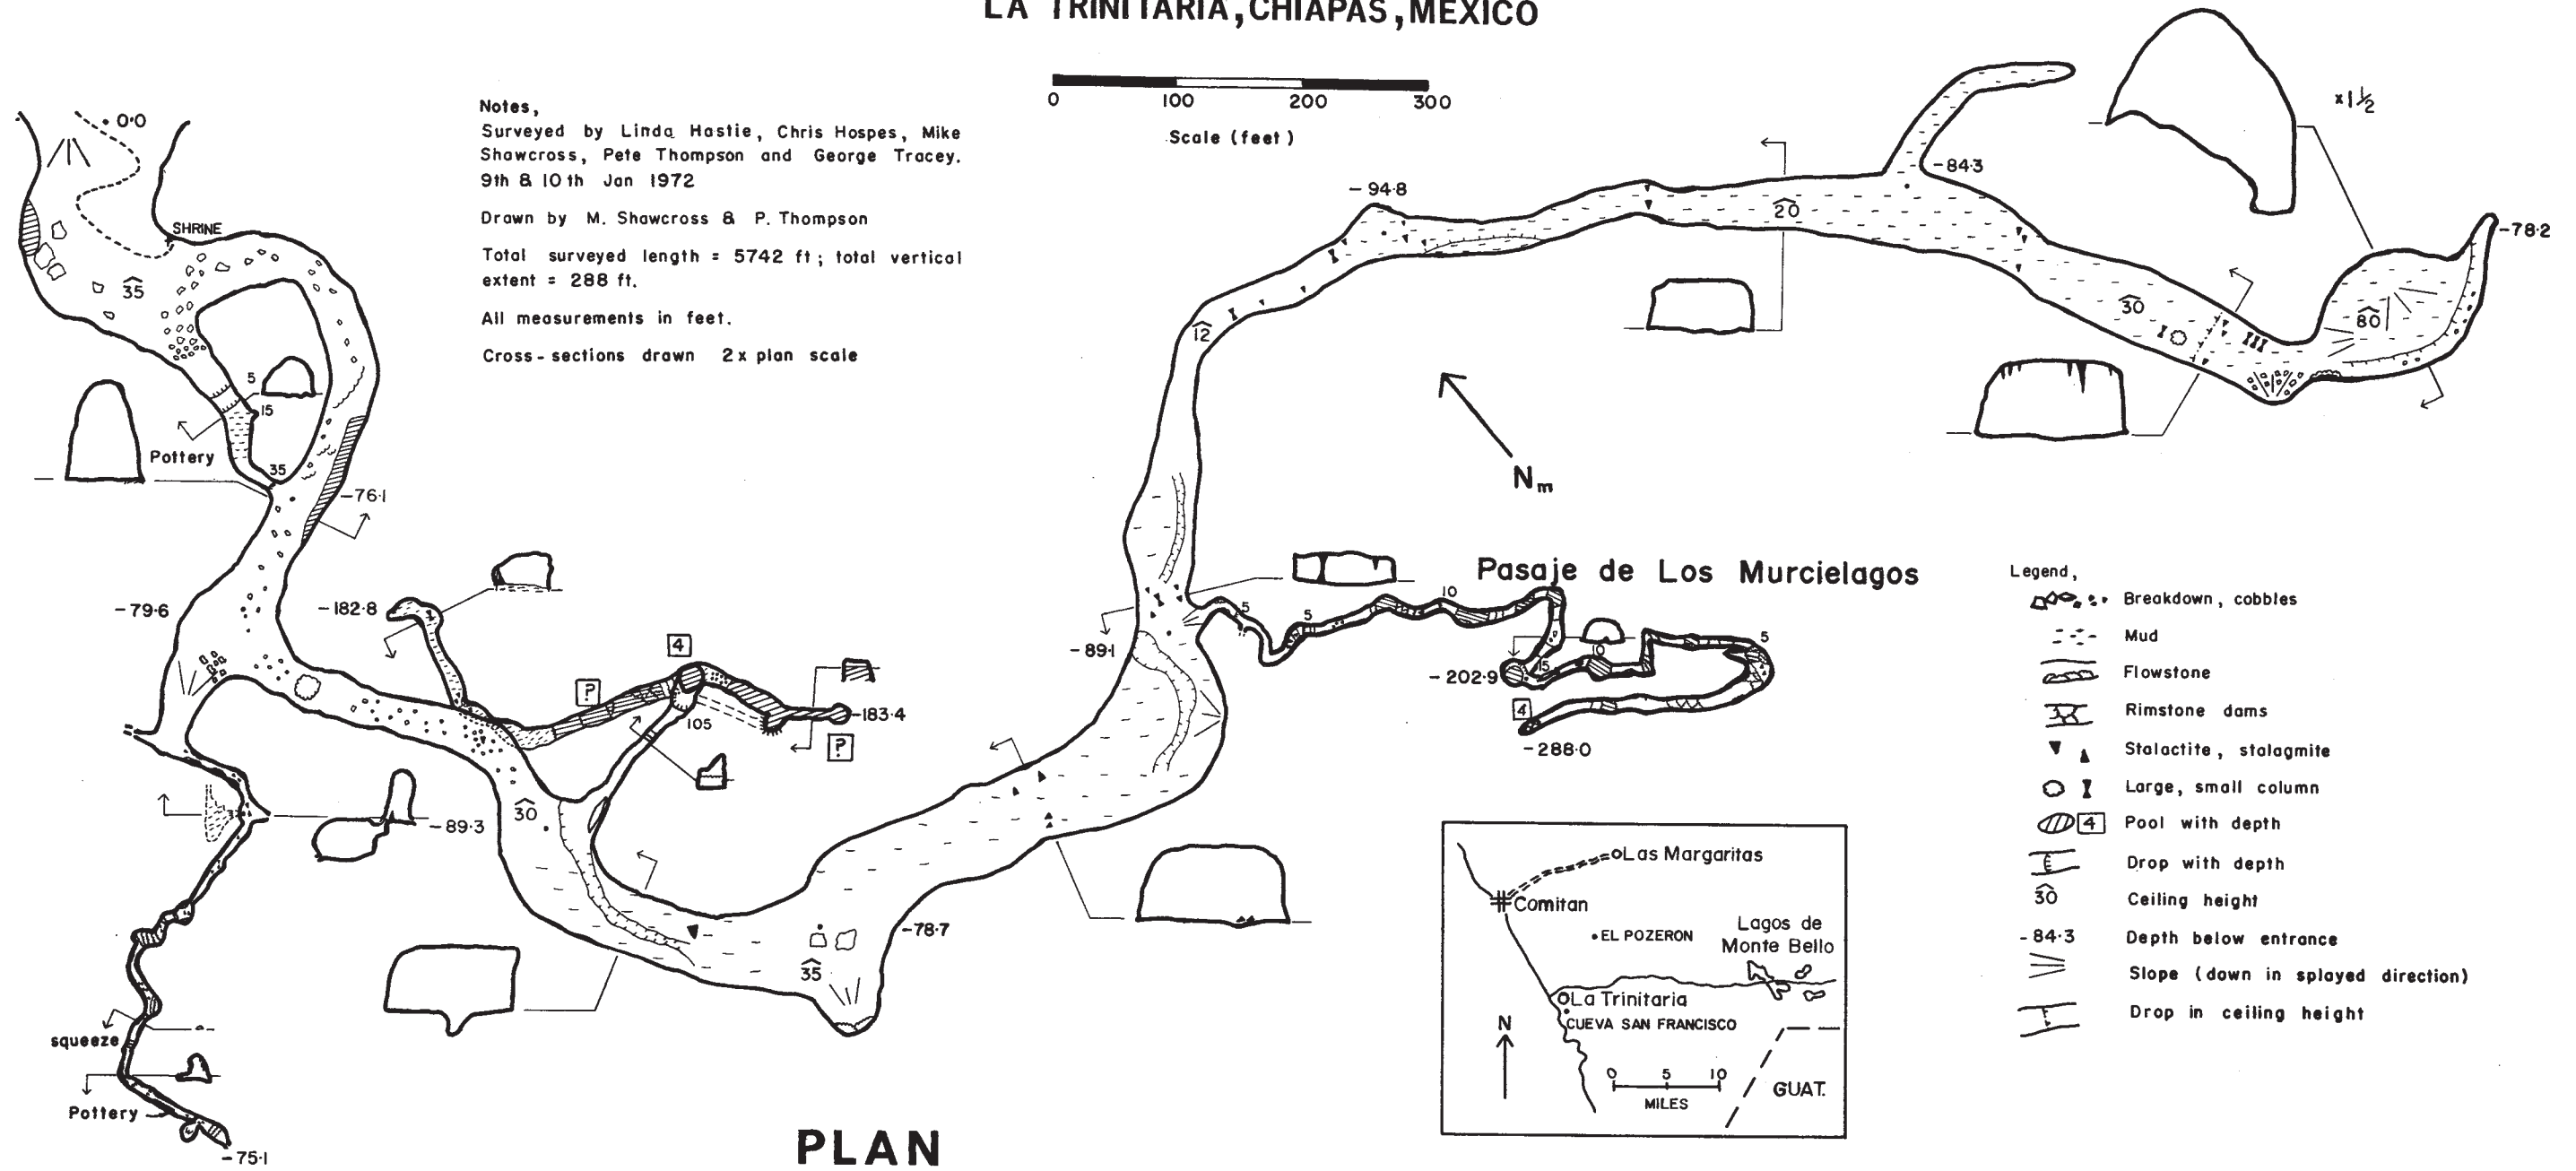 LA TRINITARIA, CHIAPAS, MEXICO
0 100 200 300
Scale (feet)
Notes,
Surveyed by Linda Hastie, Chris Hospes, Mike
Shawcross, Pete Thompson and George Tracey.
9th & 10th Jan 1972
Drawn by M. Shawcross & P. Thompson
Total surveyed length = 5742 ft; total vertical
extent = 288 ft.
All measurements in feet.
Cross-sections drawn 2x plan scale
0·0
SHRINE
35
5
15
Pottery
35
-76·1
-79·6
-182·8
4
?
105
-183·4
?
30
-89·3
squeeze
Pottery
-75·1
35
-78·7
-89·1
12
-94·8
20
-84·3
30
80
x1½
-78·2
Nm
Pasaje de Los Murcielagos
5
5
10
10
5
15
-202·9
4
-288·0
Las Margaritas
Comitan
EL POZERON
Lagos de
Monte Bello
La Trinitaria
CUEVA SAN FRANCISCO
N
0 5 10
MILES
GUAT.
Legend,
Breakdown, cobbles
Mud
Flowstone
Rimstone dams
Stalactite, stalagmite
Large, small column
4 Pool with depth
Drop with depth
30 Ceiling height
-84·3 Depth below entrance
Slope (down in splayed direction)
Drop in ceiling height
PLAN